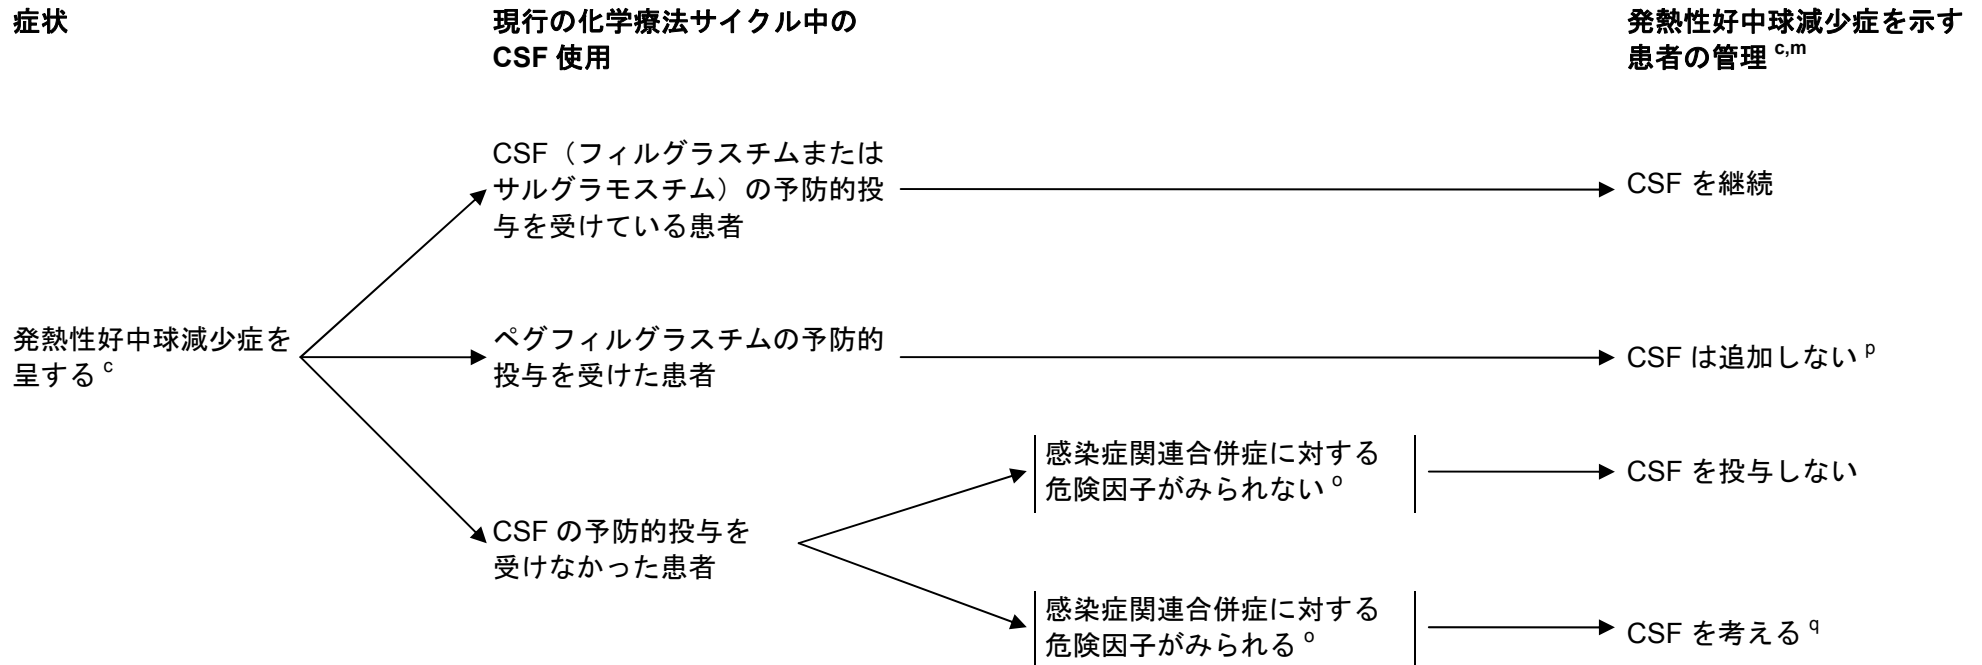 症状
現行の化学療法サイクル中の
CSF 使用
発熱性好中球減少症を示す
患者の管理 c,m
CSF（フィルグラスチムまたは
サルグラモスチム）の予防的投
与を受けている患者
CSF を継続
発熱性好中球減少症を
呈する c
ペグフィルグラスチムの予防的
投与を受けた患者
CSF は追加しない p
CSF の予防的投与を
受けなかった患者
感染症関連合併症に対する
危険因子がみられない o
CSF を投与しない
感染症関連合併症に対する
危険因子がみられる o
CSF を考える q